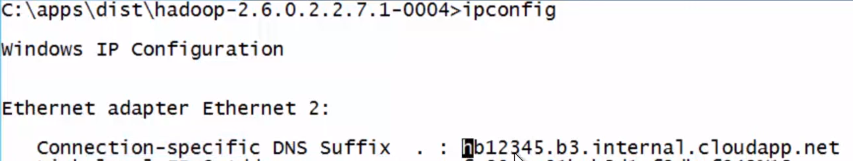 C:\apps\dist\hadoop-2.6.0.2.2.7.1-0004>ipconfig
Windows IP Configuration
Ethernet adapter Ethernet 2:
Connection-specific DNS Suffix . : hb12345.b3.internal.cloudapp.net